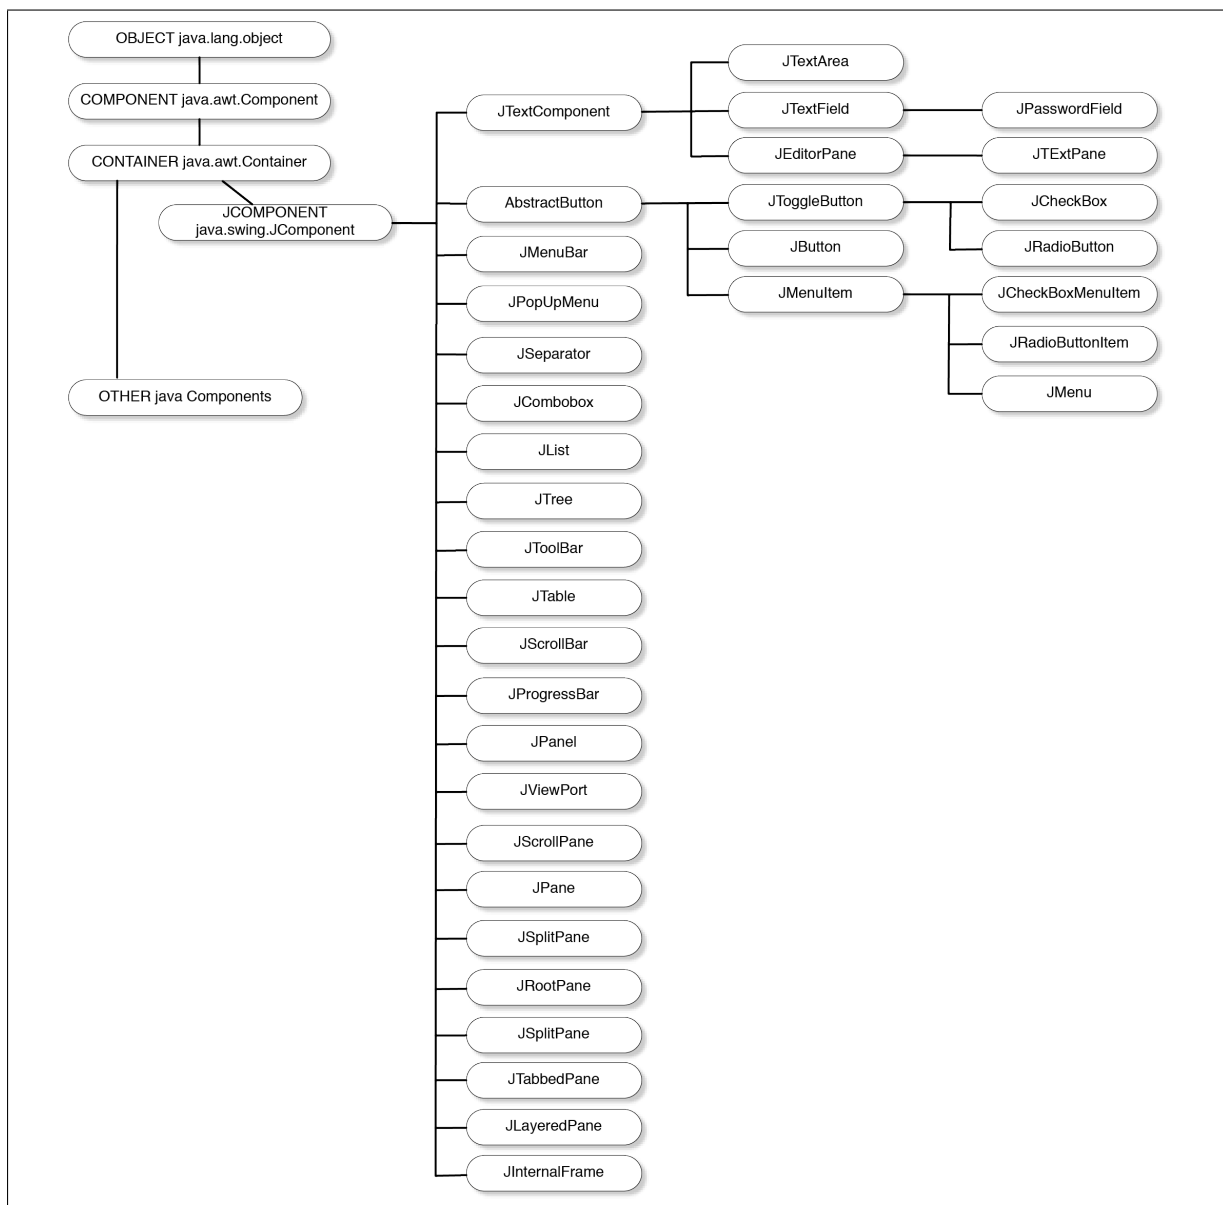 OBJECT java.lang.object
COMPONENT java.awt.Component
CONTAINER java.awt.Container
JCOMPONENT
java.swing.JComponent
OTHER java Components
JTextComponent
AbstractButton
JMenuBar
JPopUpMenu
JSeparator
JCombobox
JList
JTree
JToolBar
JTable
JScrollBar
JProgressBar
JPanel
JViewPort
JScrollPane
JPane
JSplitPane
JRootPane
JSplitPane
JTabbedPane
JLayeredPane
JInternalFrame
JTextArea
JTextField
JEditorPane
JToggleButton
JButton
JMenuItem
JPasswordField
JTExtPane
JCheckBox
JRadioButton
JCheckBoxMenuItem
JRadioButtonItem
JMenu